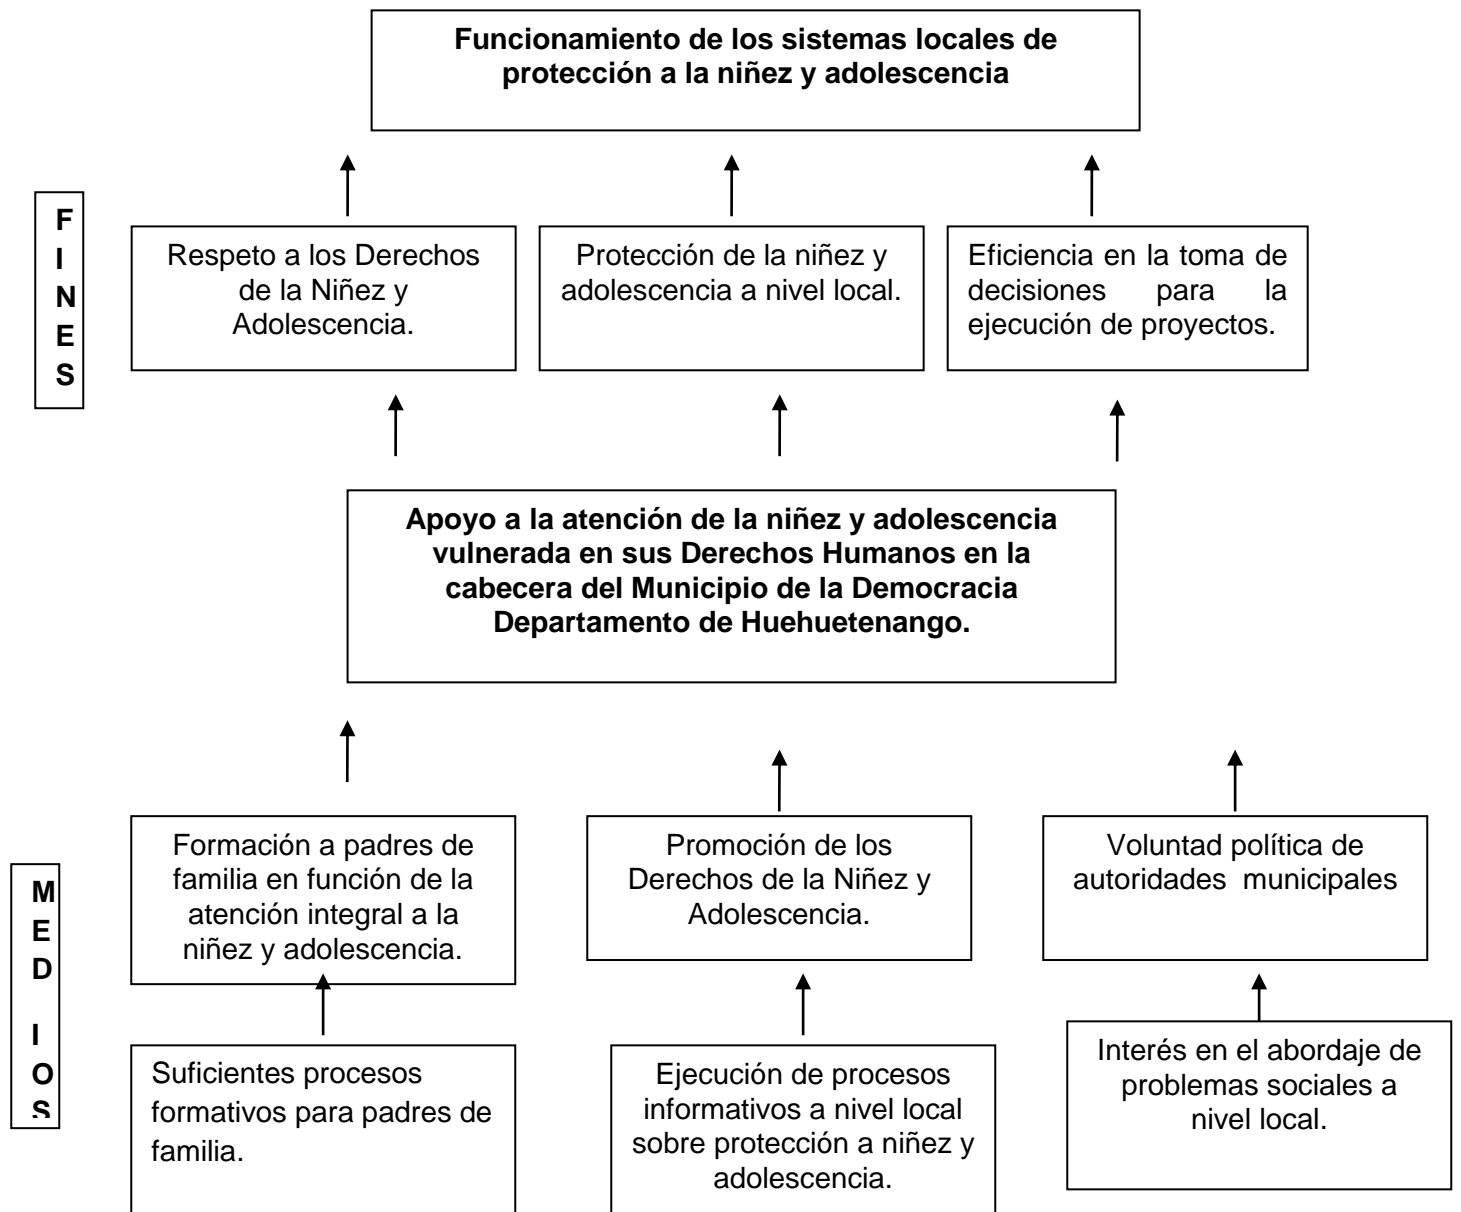 Funcionamiento de los sistemas locales de
protección a la niñez y adolescencia
F
I
N
E
S
Respeto a los Derechos
de la Niñez y
Adolescencia.
Protección de la niñez y
adolescencia a nivel local.
Eficiencia en la toma de
decisiones para la
ejecución de proyectos.
Apoyo a la atención de la niñez y adolescencia
vulnerada en sus Derechos Humanos en la
cabecera del Municipio de la Democracia
Departamento de Huehuetenango.
M
E
D
I
O
S
Formación a padres de
familia en función de la
atención integral a la
niñez y adolescencia.
Promoción de los
Derechos de la Niñez y
Adolescencia.
Voluntad política de
autoridades municipales
Suficientes procesos
formativos para padres de
familia.
Ejecución de procesos
informativos a nivel local
sobre protección a niñez y
adolescencia.
Interés en el abordaje de
problemas sociales a
nivel local.